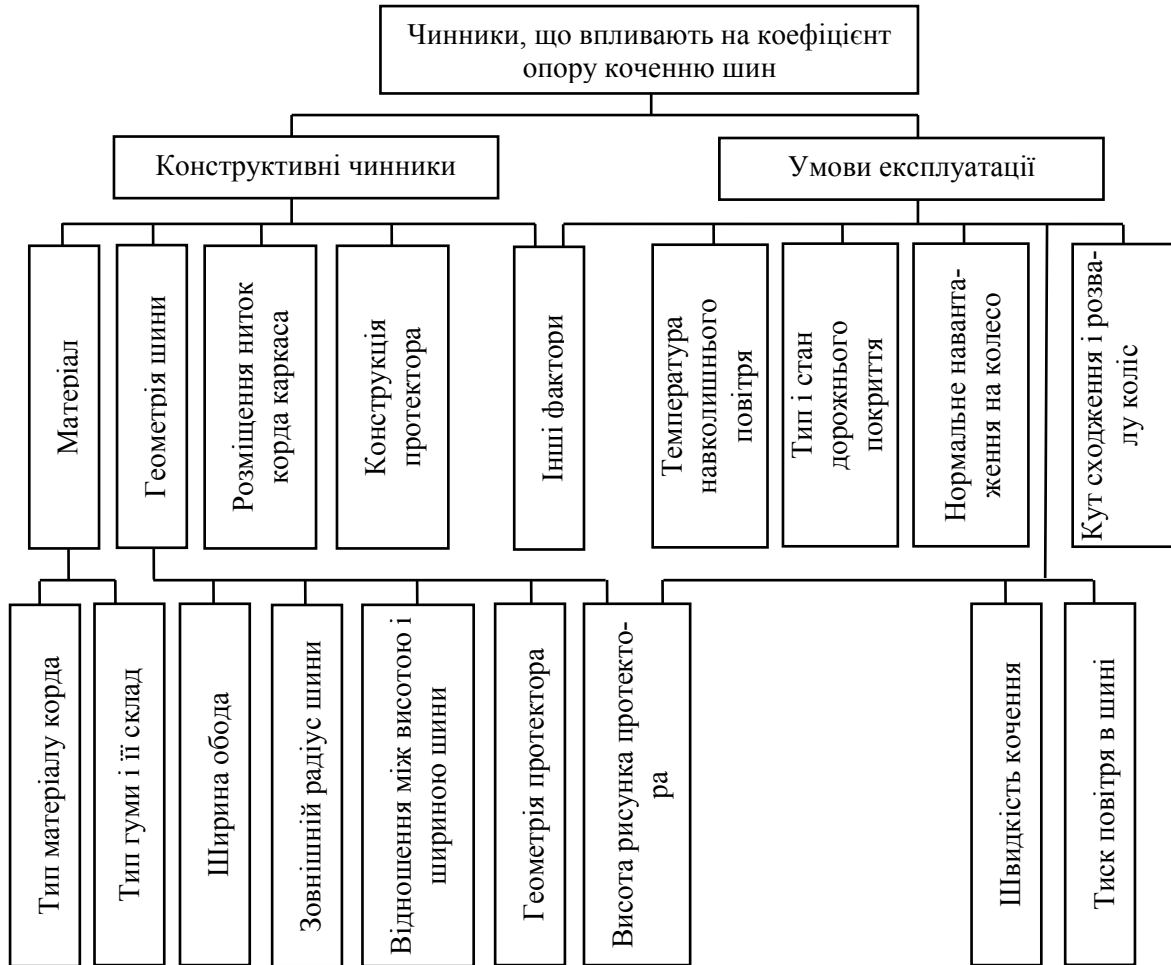 Чинники, що впливають на коефіцієнт
опору коченню шин
Конструктивні чинники
Умови експлуатації
Матеріал
Геометрія шини
Розміщення ниток
корда каркаса
Конструкція
протектора
Інші фактори
Температура
навколишнього
повітря
Тип і стан
дорожнього
покриття
Нормальне наванта-
ження на колесо
Кут сходження і розва-
лу коліс
Тип матеріалу корда
Тип гуми і її склад
Ширина обода
Зовнішній радіус шини
Відношення між висотою і
шириною шини
Геометрія протектора
Висота рисунка протекто-
ра
Швидкість кочення
Тиск повітря в шині